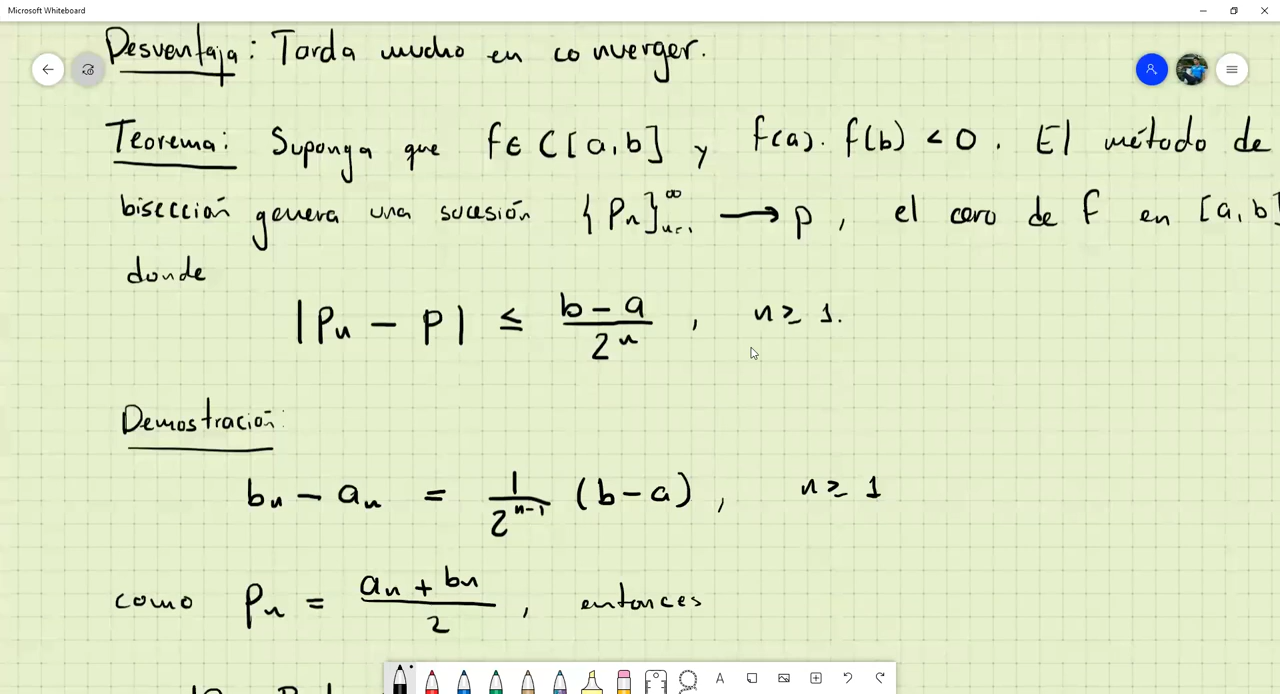 Microsoft Whiteboard
Desventaja: Tarda mucho en converger.
Teorema: Suponga que f ∈ C[a,b] y f(a). f(b) < 0. El método de
bisección genera una sucesión {Pn}∞n=1 → p, el cero de f en [a,b]
donde
|Pn - p| ≤ (b-a)/2^n, n ≥ 1.
Demostración:
bn - an = 1/2^(n-1) (b-a), n ≥ 1
como pn = (an + bn)/2, entonces
A